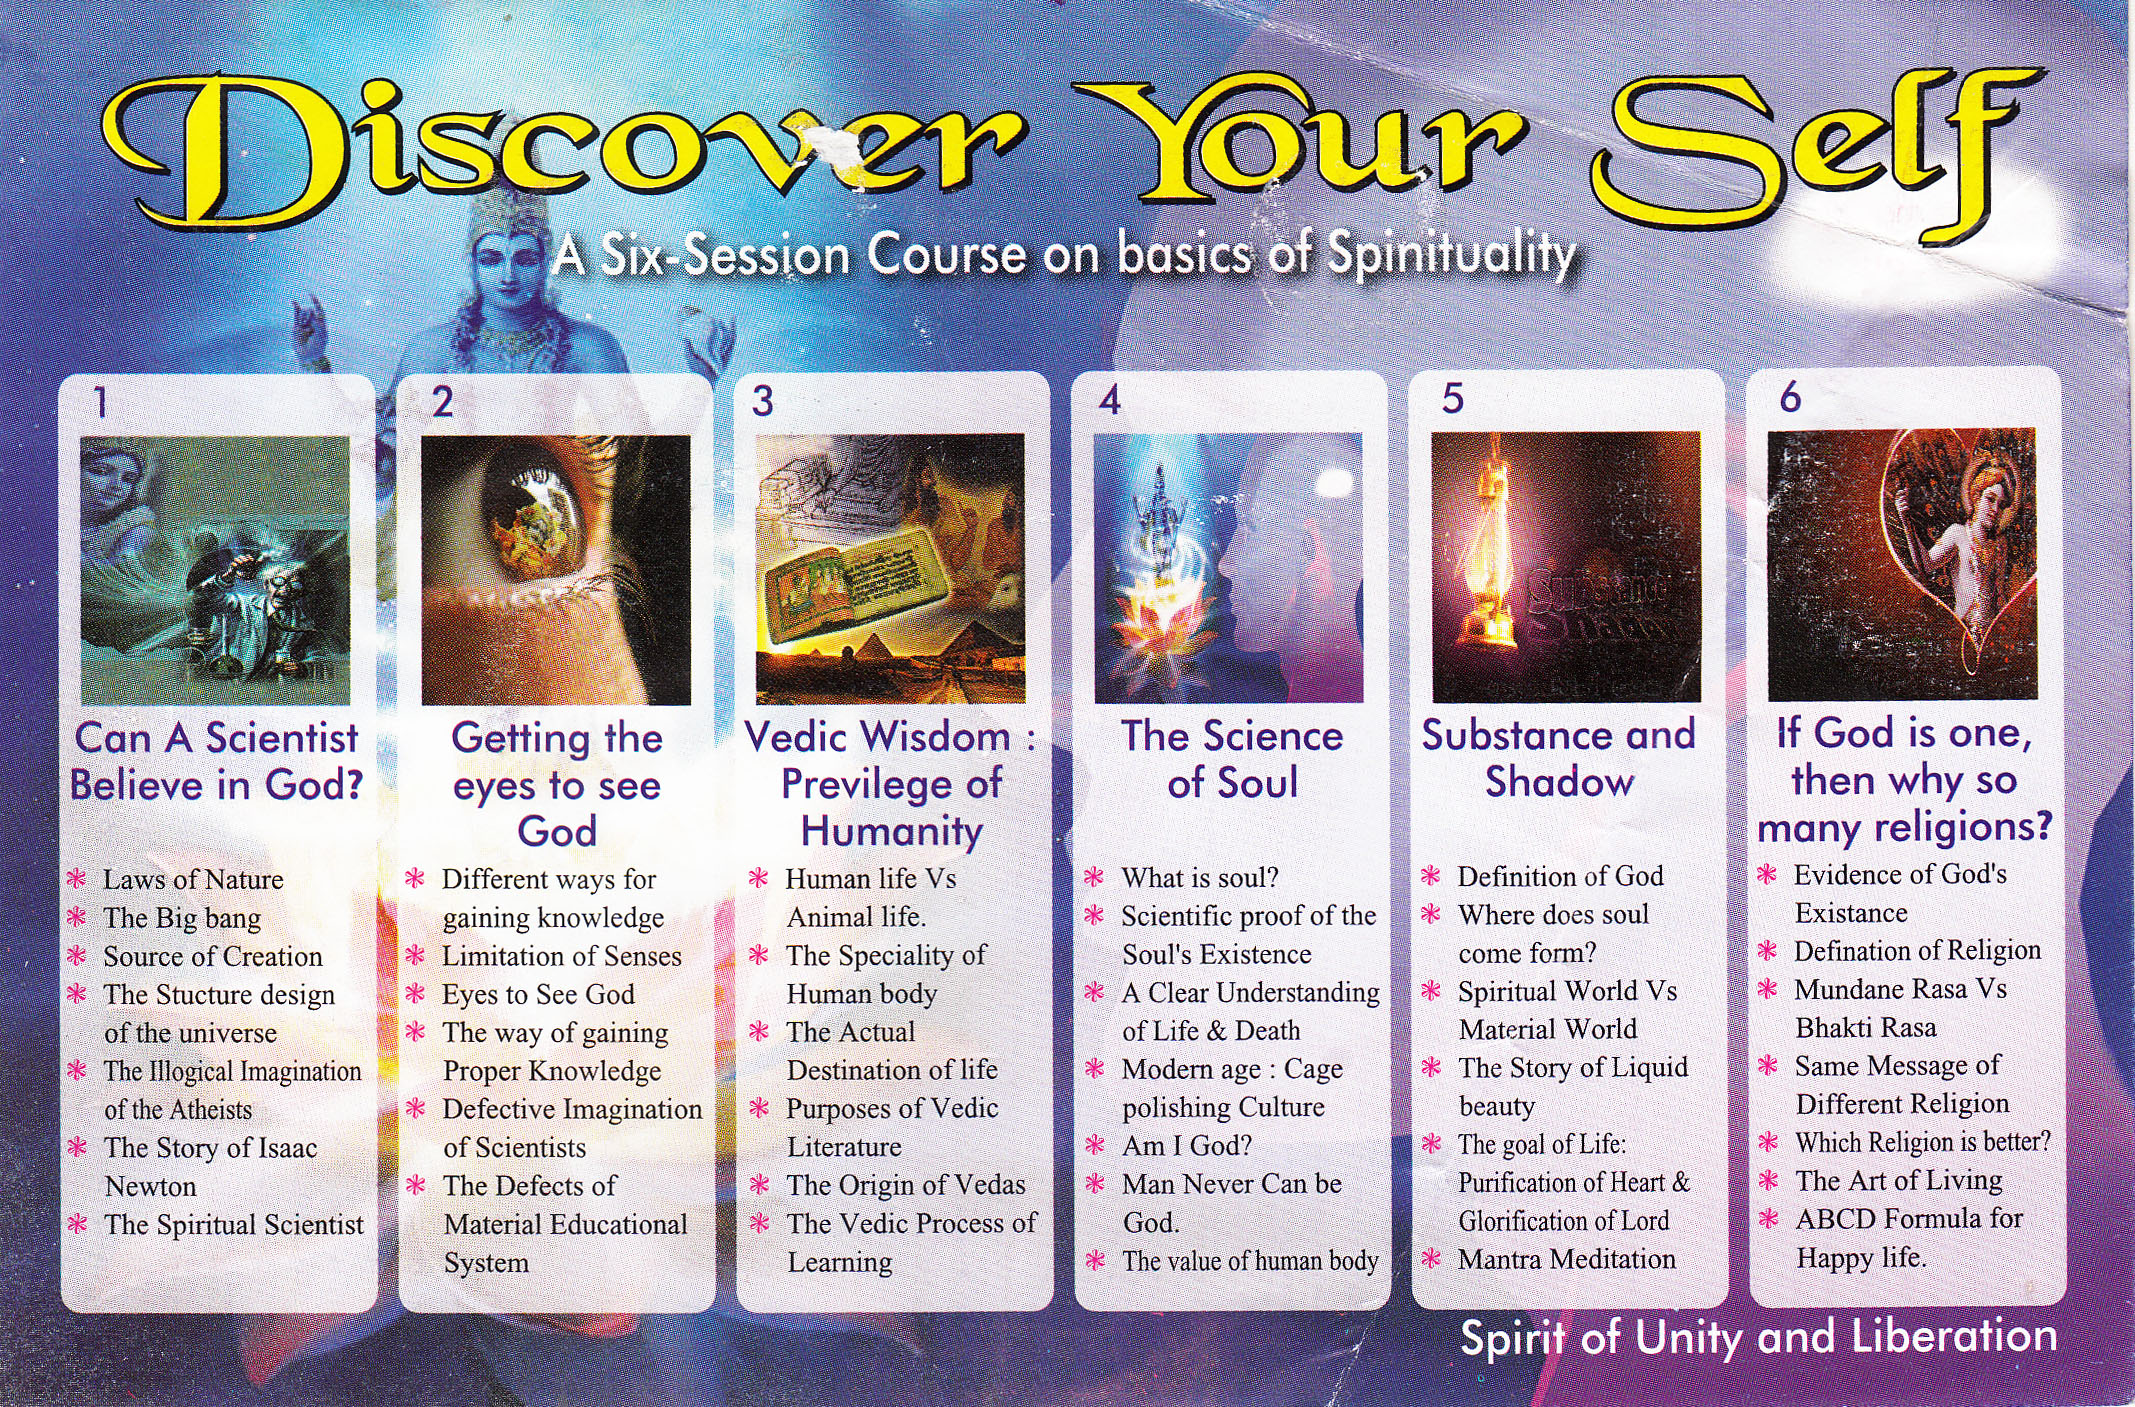 Discover Your Self
A Six-Session Course on basics of Spinituality
1
Can A Scientist
Believe in God?
Laws of Nature
The Big bang
Source of Creation
The Stucture design
of the universe
The Illogical Imagination
of the Atheists
The Story of Isaac
Newton
The Spiritual Scientist
2
Getting the
eyes to see
God
Different ways for
gaining knowledge
Limitation of Senses
Eyes to See God
The way of gaining
Proper Knowledge
Defective Imagination
of Scientists
The Defects of
Material Educational
System
3
Vedic Wisdom :
Previlege of
Humanity
Human life Vs
Animal life.
The Speciality of
Human body
The Actual
Destination of life
Purposes of Vedic
Literature
The Origin of Vedas
The Vedic Process of
Learning
4
The Science
of Soul
What is soul?
Scientific proof of the
Soul's Existence
A Clear Understanding
of Life & Death
Modern age : Cage
polishing Culture
Am I God?
Man Never Can be
God.
The value of human body
5
Substance
Shadow
Substance and
Shadow
Definition of God
Where does soul
come form?
Spiritual World Vs
Material World
The Story of Liquid
beauty
The goal of Life:
Purification of Heart &
Glorification of Lord
Mantra Meditation
6
If God is one,
then why so
many religions?
Evidence of God's
Existance
Defination of Religion
Mundane Rasa Vs
Bhakti Rasa
Same Message of
Different Religion
Which Religion is better?
The Art of Living
ABCD Formula for
Happy life.
Spirit of Unity and Liberation